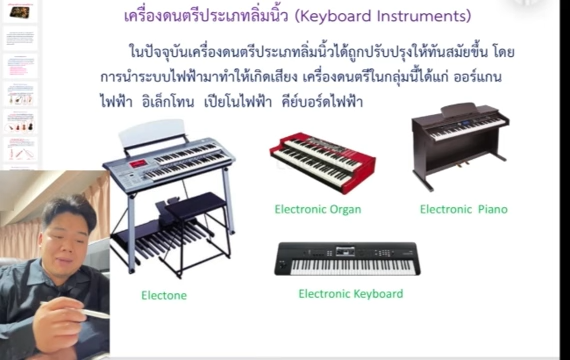 เครื่องดนตรีประเภทลิ่มนิ้ว (Keyboard Instruments)
ในปัจจุบันเครื่องดนตรีประเภทลิ่มนิ้วได้ถูกปรับปรุงให้ทันสมัยขึ้น โดย
การนำระบบไฟฟ้ามาทำให้เกิดเสียง เครื่องดนตรีในกลุ่มนี้ได้แก่ ออร์แกน
ไฟฟ้า อิเล็กโทน เปียโนไฟฟ้า คีย์บอร์ดไฟฟ้า
Electronic Organ
Electronic Piano
Electone
Electronic Keyboard